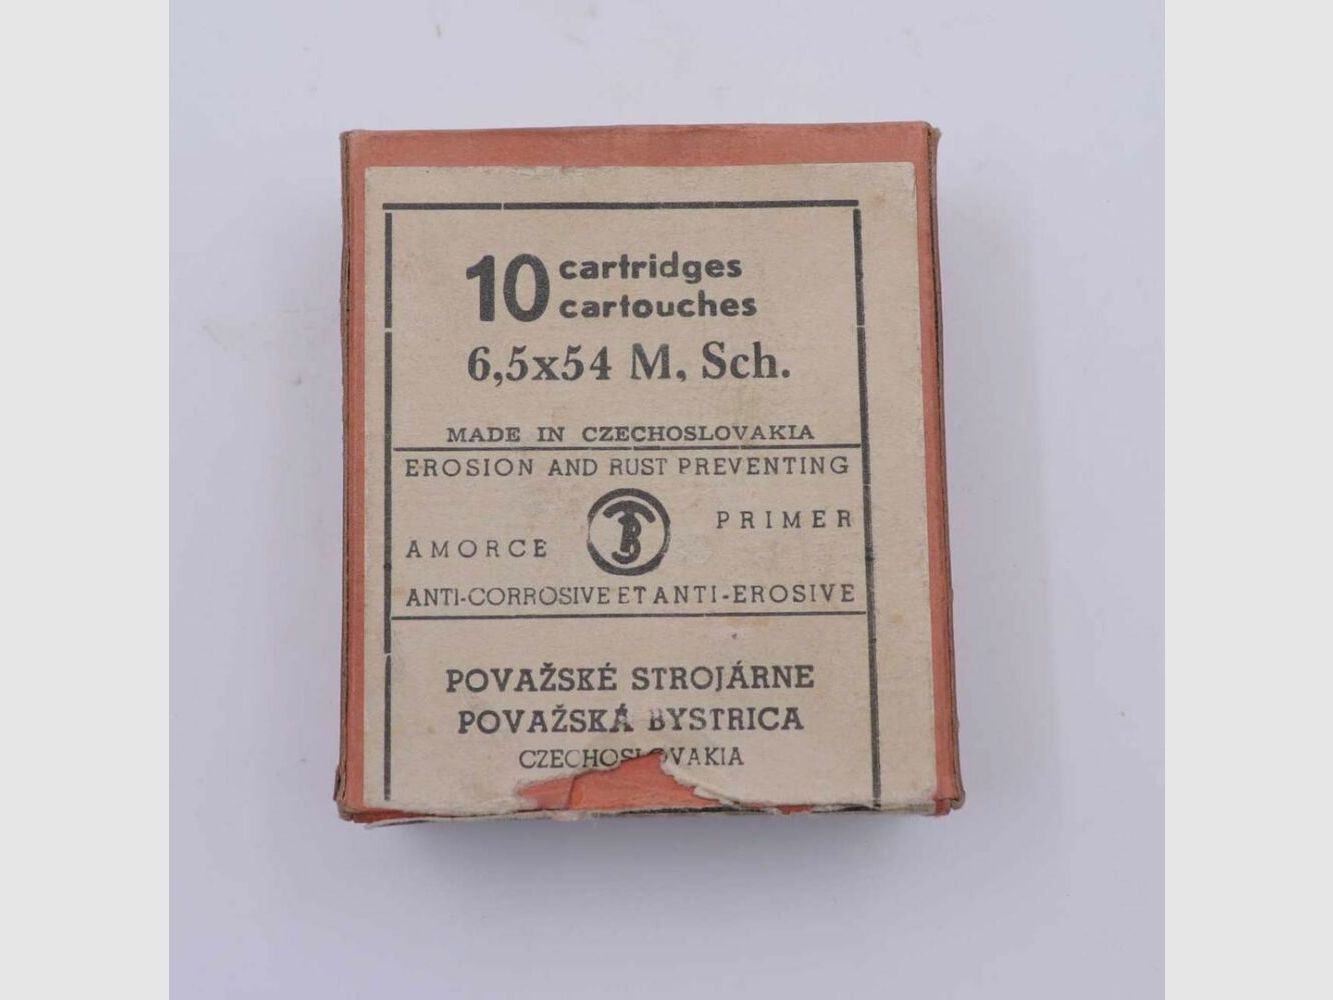 10 cartridges
cartouches
6,5x54 M. Sch.
MADE IN CZECHOSLOVAKIA
EROSION AND RUST PREVENTING
PRIMER
AMORCE
ANTI-CORROSIVE ET ANTI-EROSIVE
POVAŽSKÉ STROJÁRNE
POVAŽSKÁ BYSTRICA
CZECHOSLOVAKIA